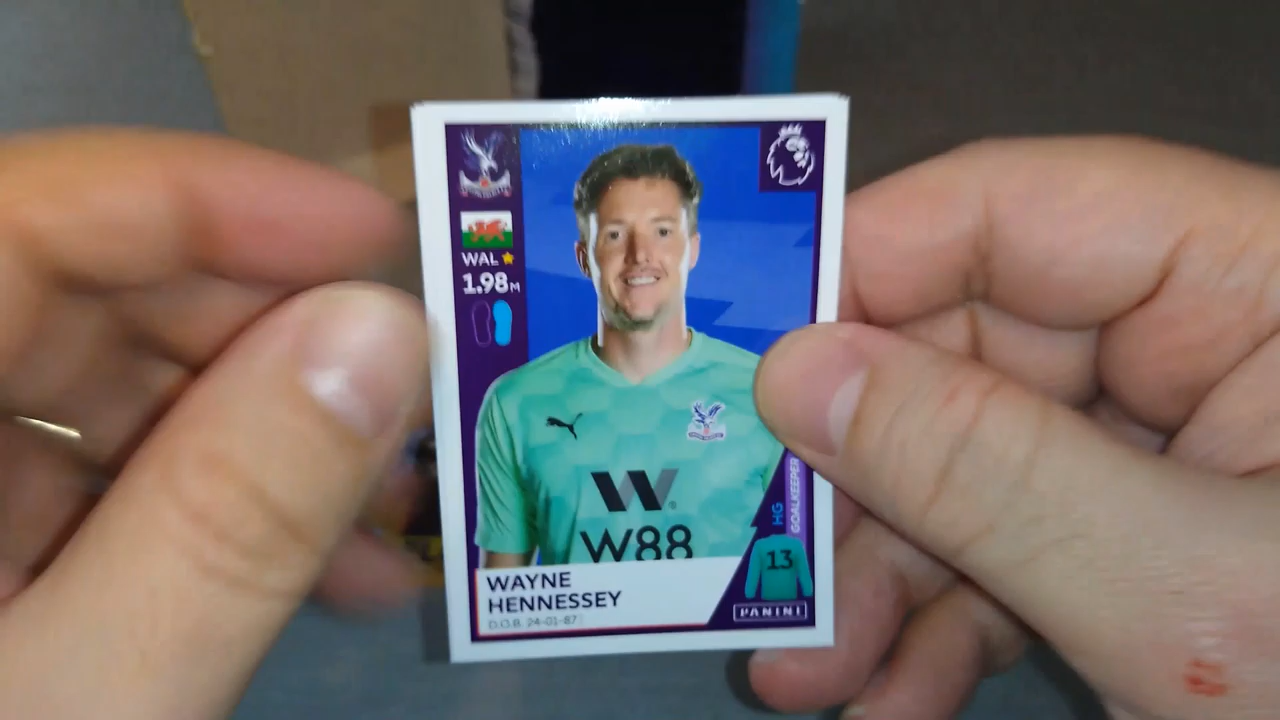 WAL
1.98M
W
W88
HG
GOALKEEPER
13
WAYNE
HENNESSEY
D.O.B. 24-01-87
PANINI